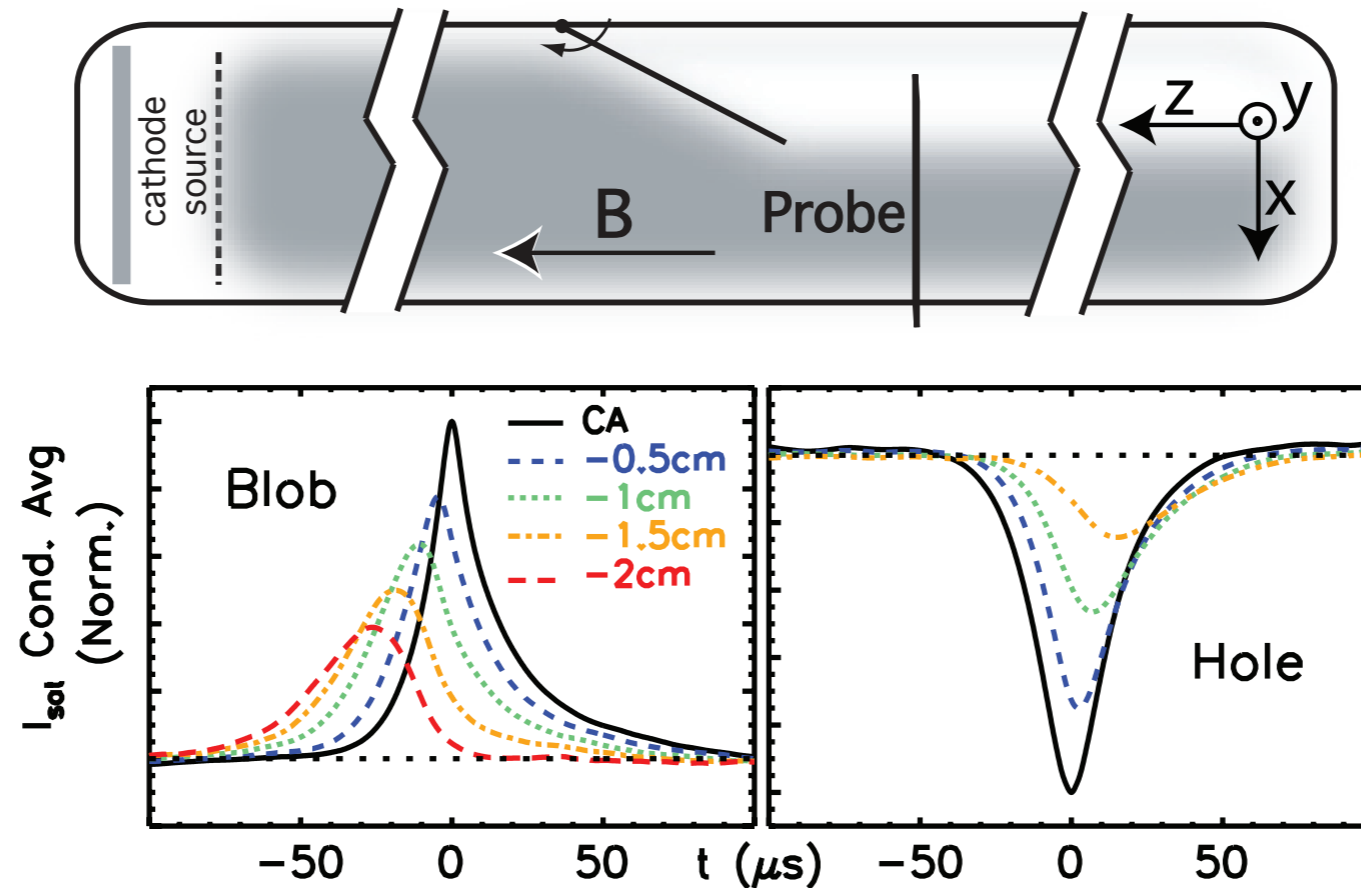 cathode
source
B
Probe
z
y
x
I_sat Cond. Avg
(Norm.)
Blob
CA
−0.5cm
−1cm
−1.5cm
−2cm
Hole
−50 0 50 t (μs) −50 0 50